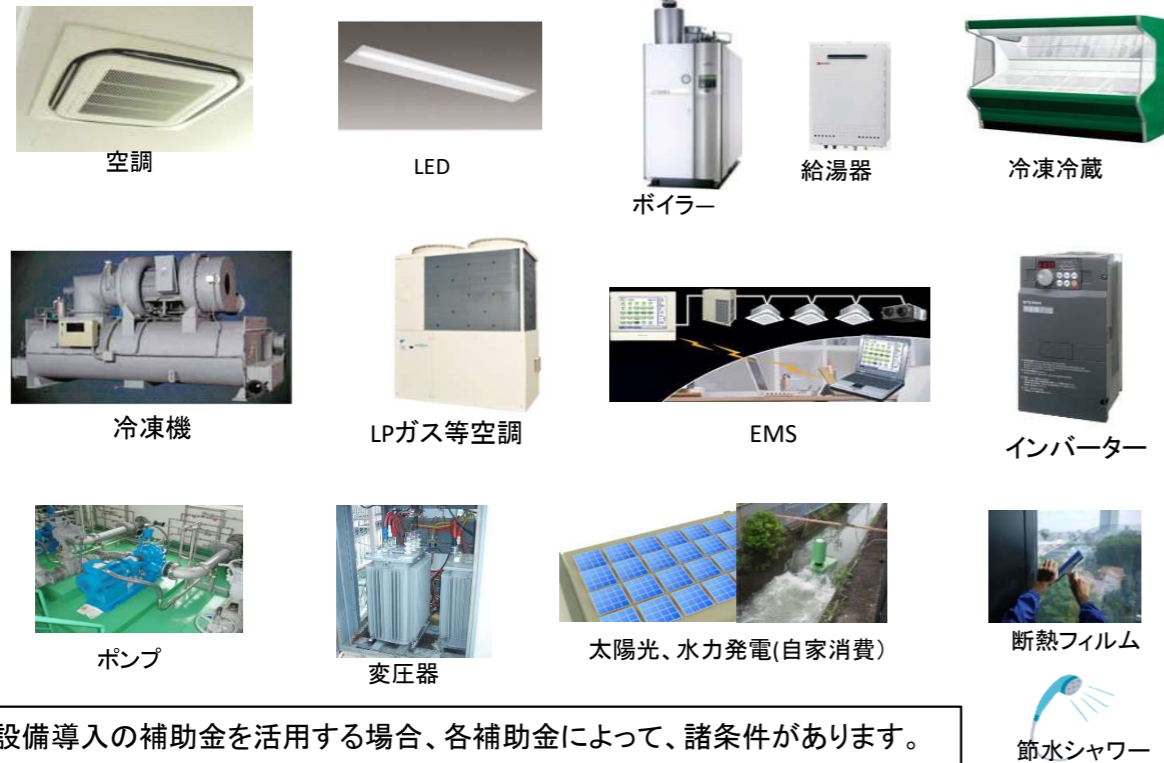 空調
LED
ボイラー
給湯器
冷凍冷蔵
冷凍機
LPガス等空調
EMS
インバーター
ポンプ
変圧器
太陽光、水力発電(自家消費）
断熱フィルム
設備導入の補助金を活用する場合、各補助金によって、諸条件があります。
節水シャワー